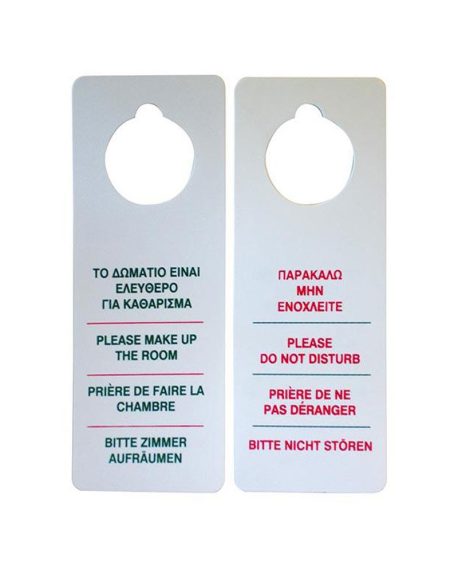 ΤΟ ΔΩΜΑΤΙΟ ΕΙΝΑΙ
ΕΛΕΥΘΕΡΟ
ΓΙΑ ΚΑΘΑΡΙΣΜΑ
PLEASE MAKE UP
THE ROOM
PRIÈRE DE FAIRE LA
CHAMBRE
BITTE ZIMMER
AUFRÄUMEN
ΠΑΡΑΚΑΛΩ
ΜΗΝ
ΕΝΟΧΛΕΙΤΕ
PLEASE
DO NOT DISTURB
PRIÈRE DE NE
PAS DÉRANGER
BITTE NICHT STÖREN